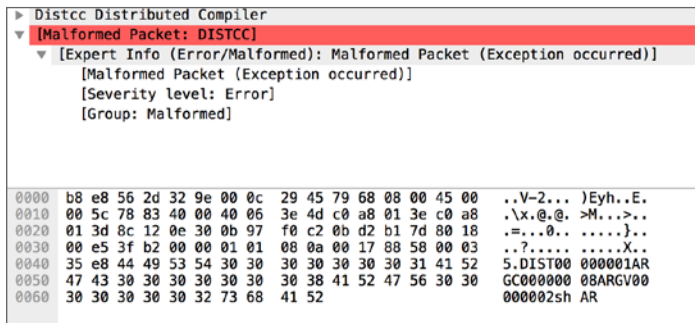 Distcc Distributed Compiler
[Malformed Packet: DISTCC]
[Expert Info (Error/Malformed): Malformed Packet (Exception occurred)]
[Malformed Packet (Exception occurred)]
[Severity level: Error]
[Group: Malformed]
0000 b8 e8 56 2d 32 9e 00 0c 29 45 79 68 08 00 45 00 ..V-2... )Eyh..E.
0010 00 5c 78 83 40 00 40 06 3e 4d c0 a8 01 3e c0 a8 .\x.@.@. >M...>..
0020 01 3d 8c 12 0e 30 0b 97 f0 c2 0b d2 b1 7d 80 18 .=...0.. .....}..
0030 00 e5 3f b2 00 00 01 01 08 0a 00 17 88 58 00 03 ..?..... .....X..
0040 35 e8 44 49 53 54 30 30 30 30 30 30 30 31 41 52 5.DIST00 000001AR
0050 47 43 30 30 30 30 30 30 30 38 41 52 47 56 30 30 GC000000 08ARGV00
0060 30 30 30 30 30 32 73 68 41 52 000002sh AR